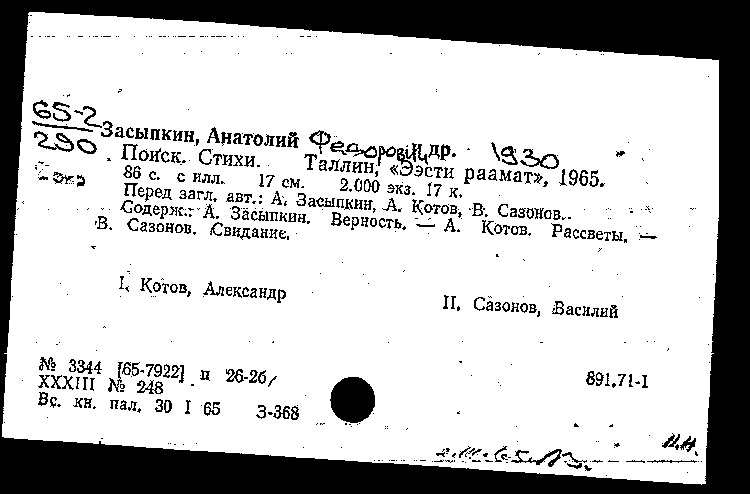 65-2
290
Засыпкин, Анатолий Федорович и др. 1930
Поиск. Стихи. Таллин, «Ээсти раамат», 1965.
86 с. с илл. 17 см. 2.000 экз. 17 к.
2 экз
Перед загл. авт.: А. Засыпкин, А. Котов, В. Сазонов.
Содерж.: А. Засыпкин. Верность. — А. Котов. Рассветы. —
В. Сазонов. Свидание.
I. Котов, Александр II. Сазонов, Василий
№ 3344 [65-7922] п 26-26/ 891.71-1
XXXIII № 248
Вс. кн. пал. 30 I 65 З-368
н.н.